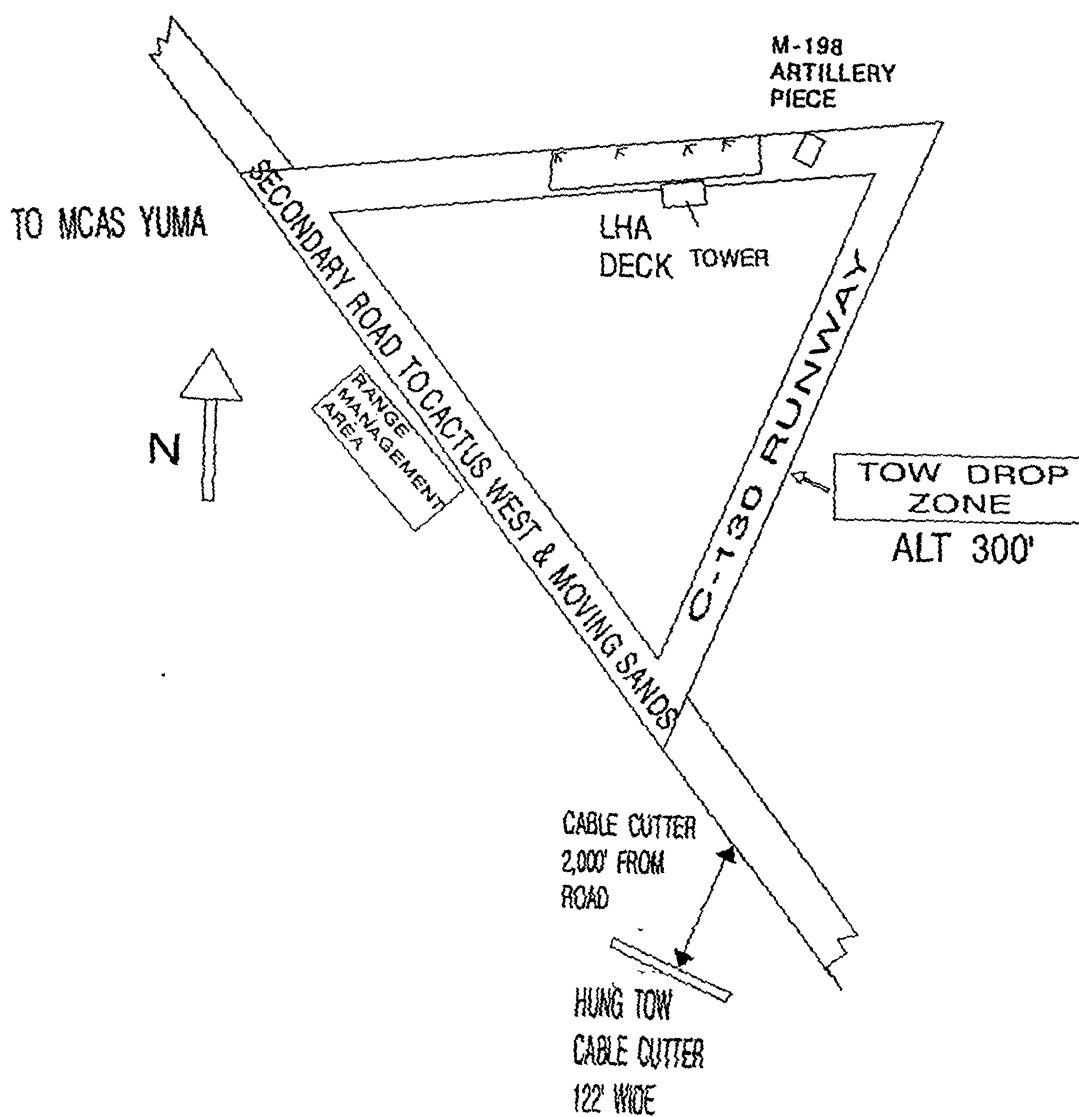 M-198
ARTILLERY
PIECE
TO MCAS YUMA
LHA
DECK
TOWER
SECONDARY ROAD TO CACTUS WEST & MOVING SANDS
RANGE
MANAGEMENT
AREA
N
C-130 RUNWAY
TOW DROP
ZONE
ALT 300'
CABLE CUTTER
2,000' FROM
ROAD
HUNG TOW
CABLE CUTTER
122' WIDE